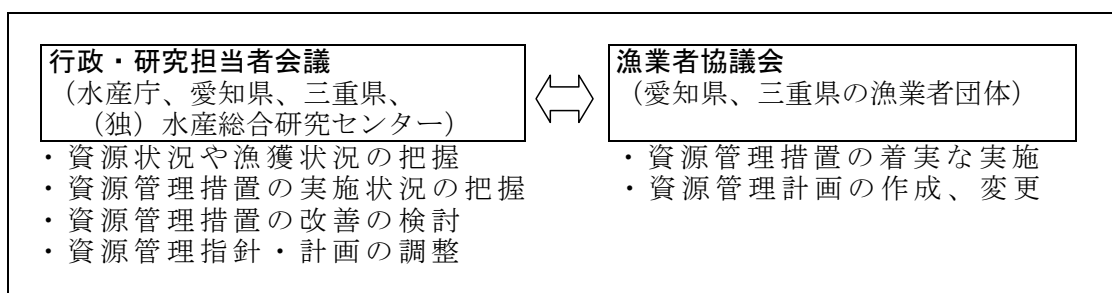 行政・研究担当者会議
（水産庁、愛知県、三重県、
（独）水産総合研究センター）
・資源状況や漁獲状況の把握
・資源管理措置の実施状況の把握
・資源管理措置の改善の検討
・資源管理指針・計画の調整
漁業者協議会
（愛知県、三重県の漁業者団体）
・資源管理措置の着実な実施
・資源管理計画の作成、変更